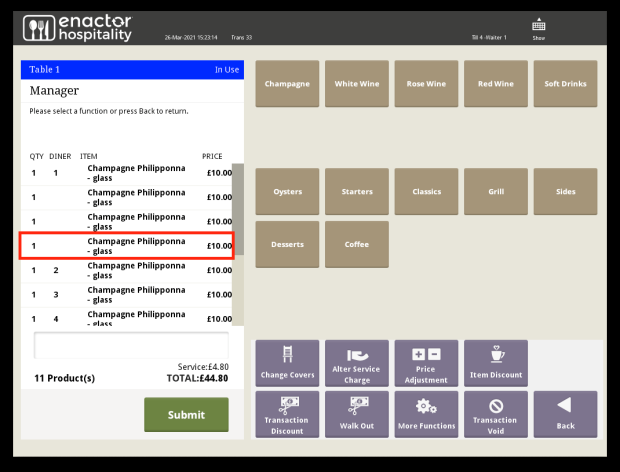 enactor
hospitality
26-Mar-2021 15:23:14 Trans 33
Till 4 -Waiter 1
Show
Table 1 In Use
Manager
Please select a function or press Back to return.
QTY DINER ITEM PRICE
1 1 Champagne Philipponna £10.00
- glass
1 Champagne Philipponna £10.00
- glass
1 Champagne Philipponna £10.00
- glass
1 Champagne Philipponna £10.00
- glass
1 2 Champagne Philipponna £10.00
- glass
1 3 Champagne Philipponna £10.00
- glass
1 4 Champagne Philipponna £10.00
- glass
Service:£4.80
11 Product(s) TOTAL:£44.80
Submit
Champagne White Wine Rose Wine Red Wine Soft Drinks
Oysters Starters Classics Grill Sides
Desserts Coffee
Change Covers
Alter Service
Charge
Price
Adjustment
Item Discount
Transaction
Discount
Walk Out
More Functions
Transaction
Void
Back